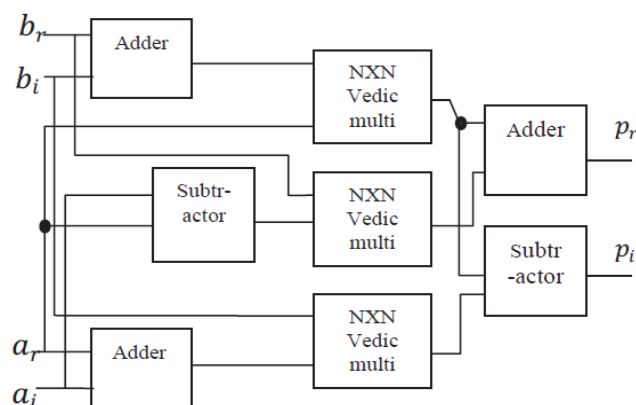 b_r
Adder
b_i
NXN
Vedic
multi
Adder
p_r
Subtr-
actor
NXN
Vedic
multi
Subtr
-actor
p_i
NXN
Vedic
multi
a_r
Adder
a_i